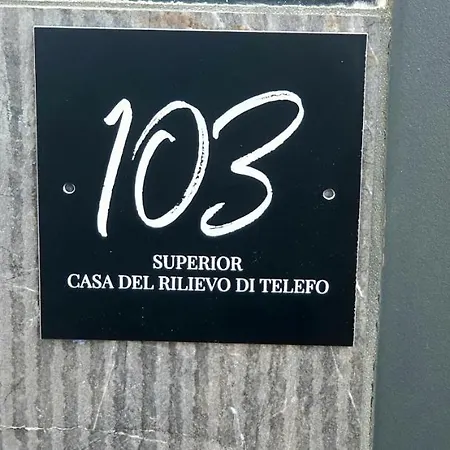 103
SUPERIOR
CASA DEL RILIEVO DI TELEFO